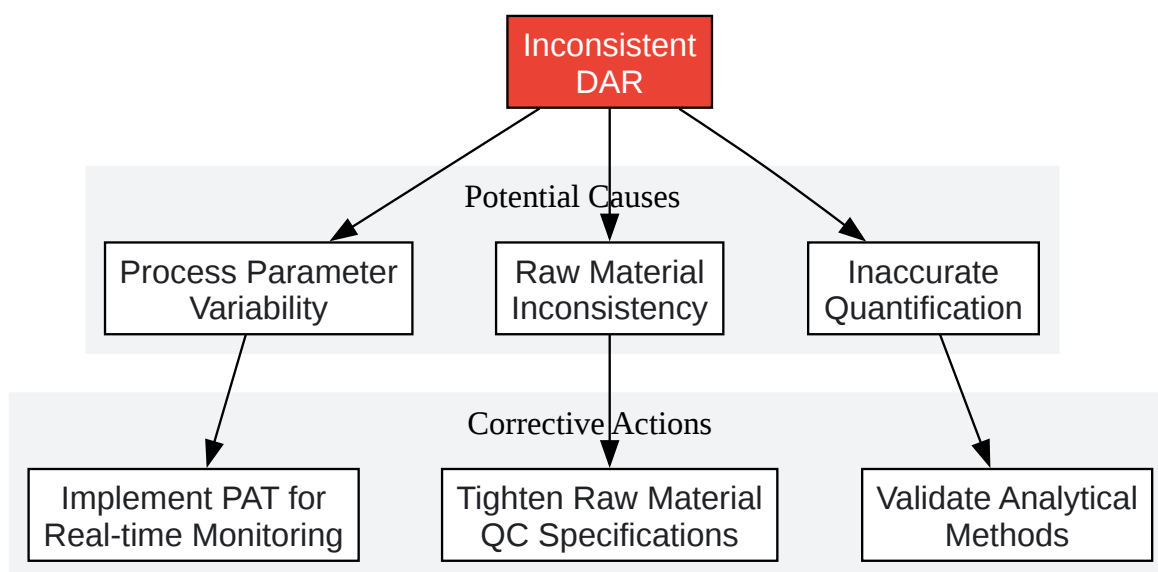 Inconsistent
DAR
Potential Causes
Process Parameter
Variability
Raw Material
Inconsistency
Inaccurate
Quantification
Corrective Actions
Implement PAT for
Real-time Monitoring
Tighten Raw Material
QC Specifications
Validate Analytical
Methods